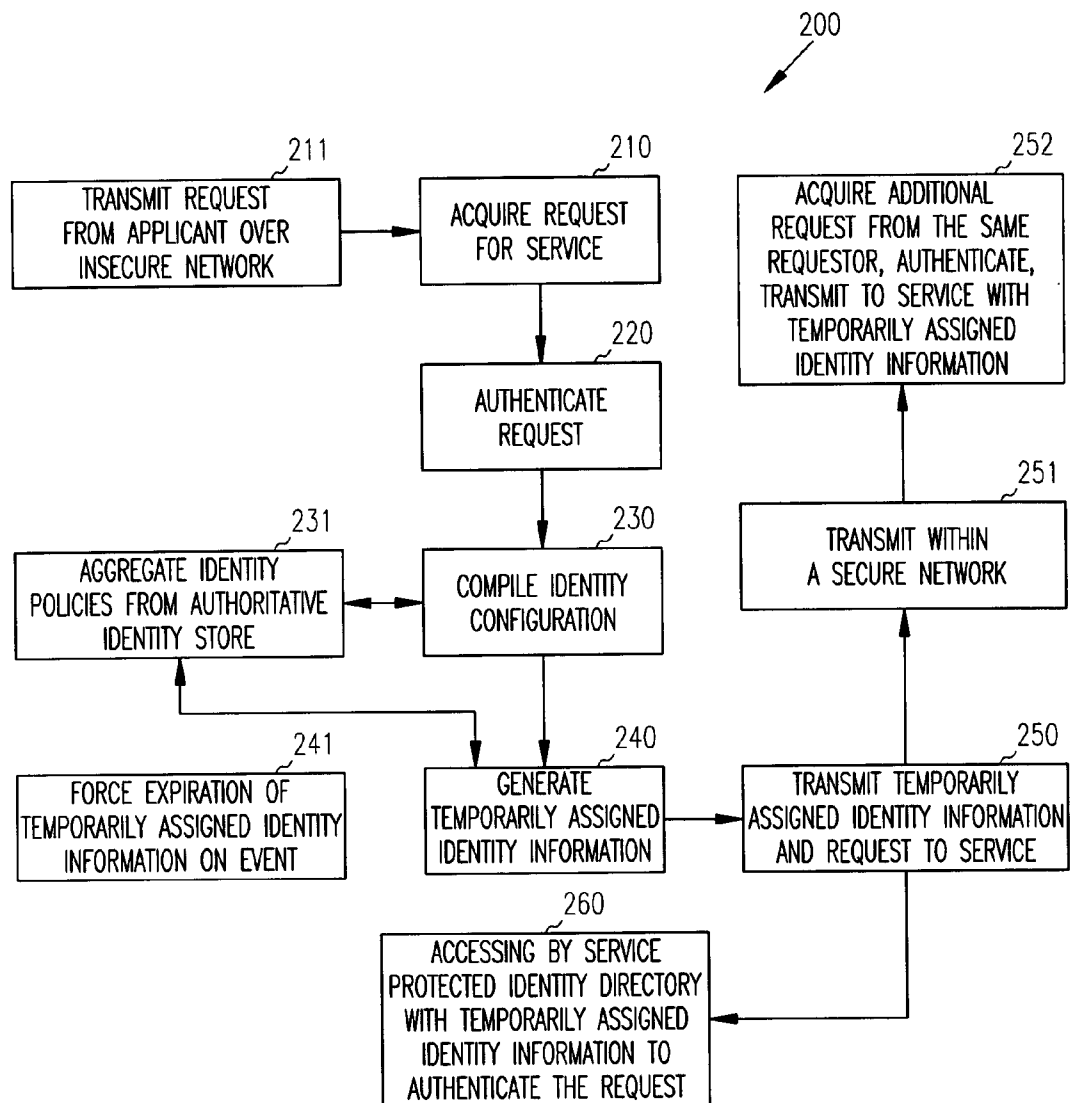 200
211
TRANSMIT REQUEST
FROM APPLICANT OVER
INSECURE NETWORK
210
ACQUIRE REQUEST
FOR SERVICE
252
ACQUIRE ADDITIONAL
REQUEST FROM THE SAME
REQUESTOR, AUTHENTICATE,
TRANSMIT TO SERVICE WITH
TEMPORARILY ASSIGNED
IDENTITY INFORMATION
220
AUTHENTICATE
REQUEST
251
TRANSMIT WITHIN
A SECURE NETWORK
231
AGGREGATE IDENTITY
POLICIES FROM AUTHORITATIVE
IDENTITY STORE
230
COMPILE IDENTITY
CONFIGURATION
241
FORCE EXPIRATION OF
TEMPORARILY ASSIGNED IDENTITY
INFORMATION ON EVENT
240
GENERATE
TEMPORARILY ASSIGNED
IDENTITY INFORMATION
250
TRANSMIT TEMPORARILY
ASSIGNED IDENTITY INFORMATION
AND REQUEST TO SERVICE
260
ACCESSING BY SERVICE
PROTECTED IDENTITY DIRECTORY
WITH TEMPORARILY ASSIGNED
IDENTITY INFORMATION TO
AUTHENTICATE THE REQUEST